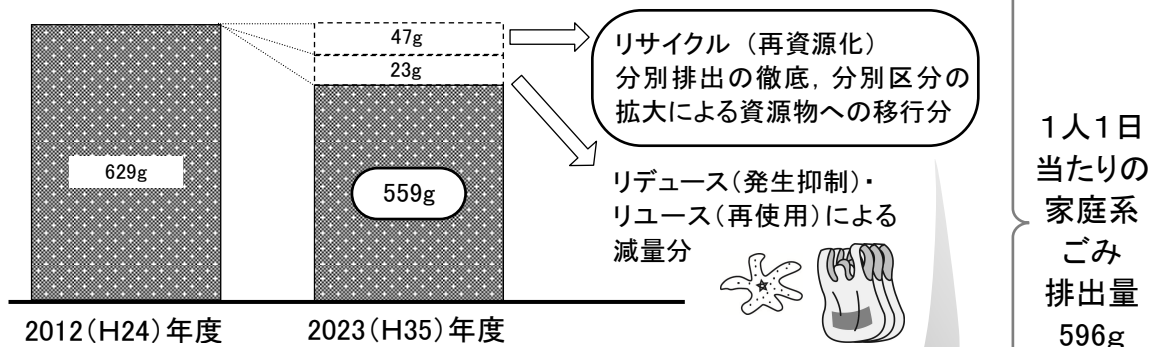 47g
23g
629g
559g
2012(H24)年度
2023(H35)年度
リサイクル (再資源化)
分別排出の徹底,分別区分の
拡大による資源物への移行分
リデュース(発生抑制)・
リユース(再使用)による
減量分
1人1日
当たりの
家庭系
ごみ
排出量
596g